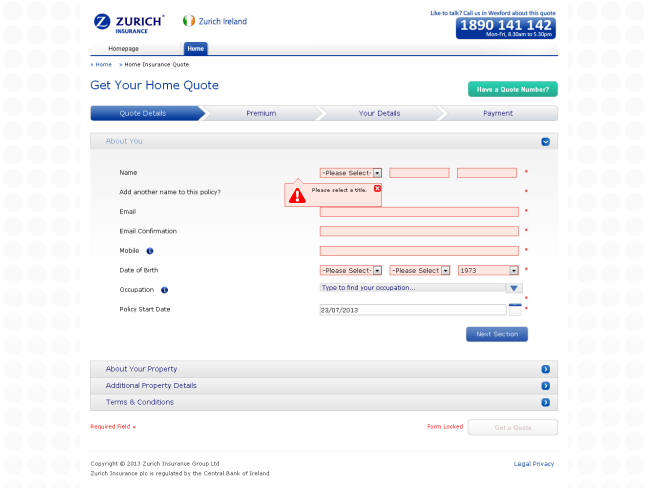 ZURICH
INSURANCE
Zurich Ireland
Like to talk? Call us in Wexford about this quote
1890 141 142
Mon-Fri, 8.30am to 5.30pm
Homepage
Home
» Home » Home Insurance Quote
Get Your Home Quote
Have a Quote Number?
Quote Details
Premium
Your Details
Payment
About You
Name
-Please Select-
*
Please select a title.
Add another name to this policy?
*
Email
*
Email Confirmation
*
Mobile
*
Date of Birth
-Please Select-
-Please Select
1973
*
Occupation
Type to find your occupation...
*
Policy Start Date
23/07/2013
*
Next Section
About Your Property
Additional Property Details
Terms & Conditions
Required Field *
Form Locked
Get a Quote
Copyright © 2013 Zurich Insurance Group Ltd
Legal Privacy
Zurich Insurance plc is regulated by the Central Bank of Ireland